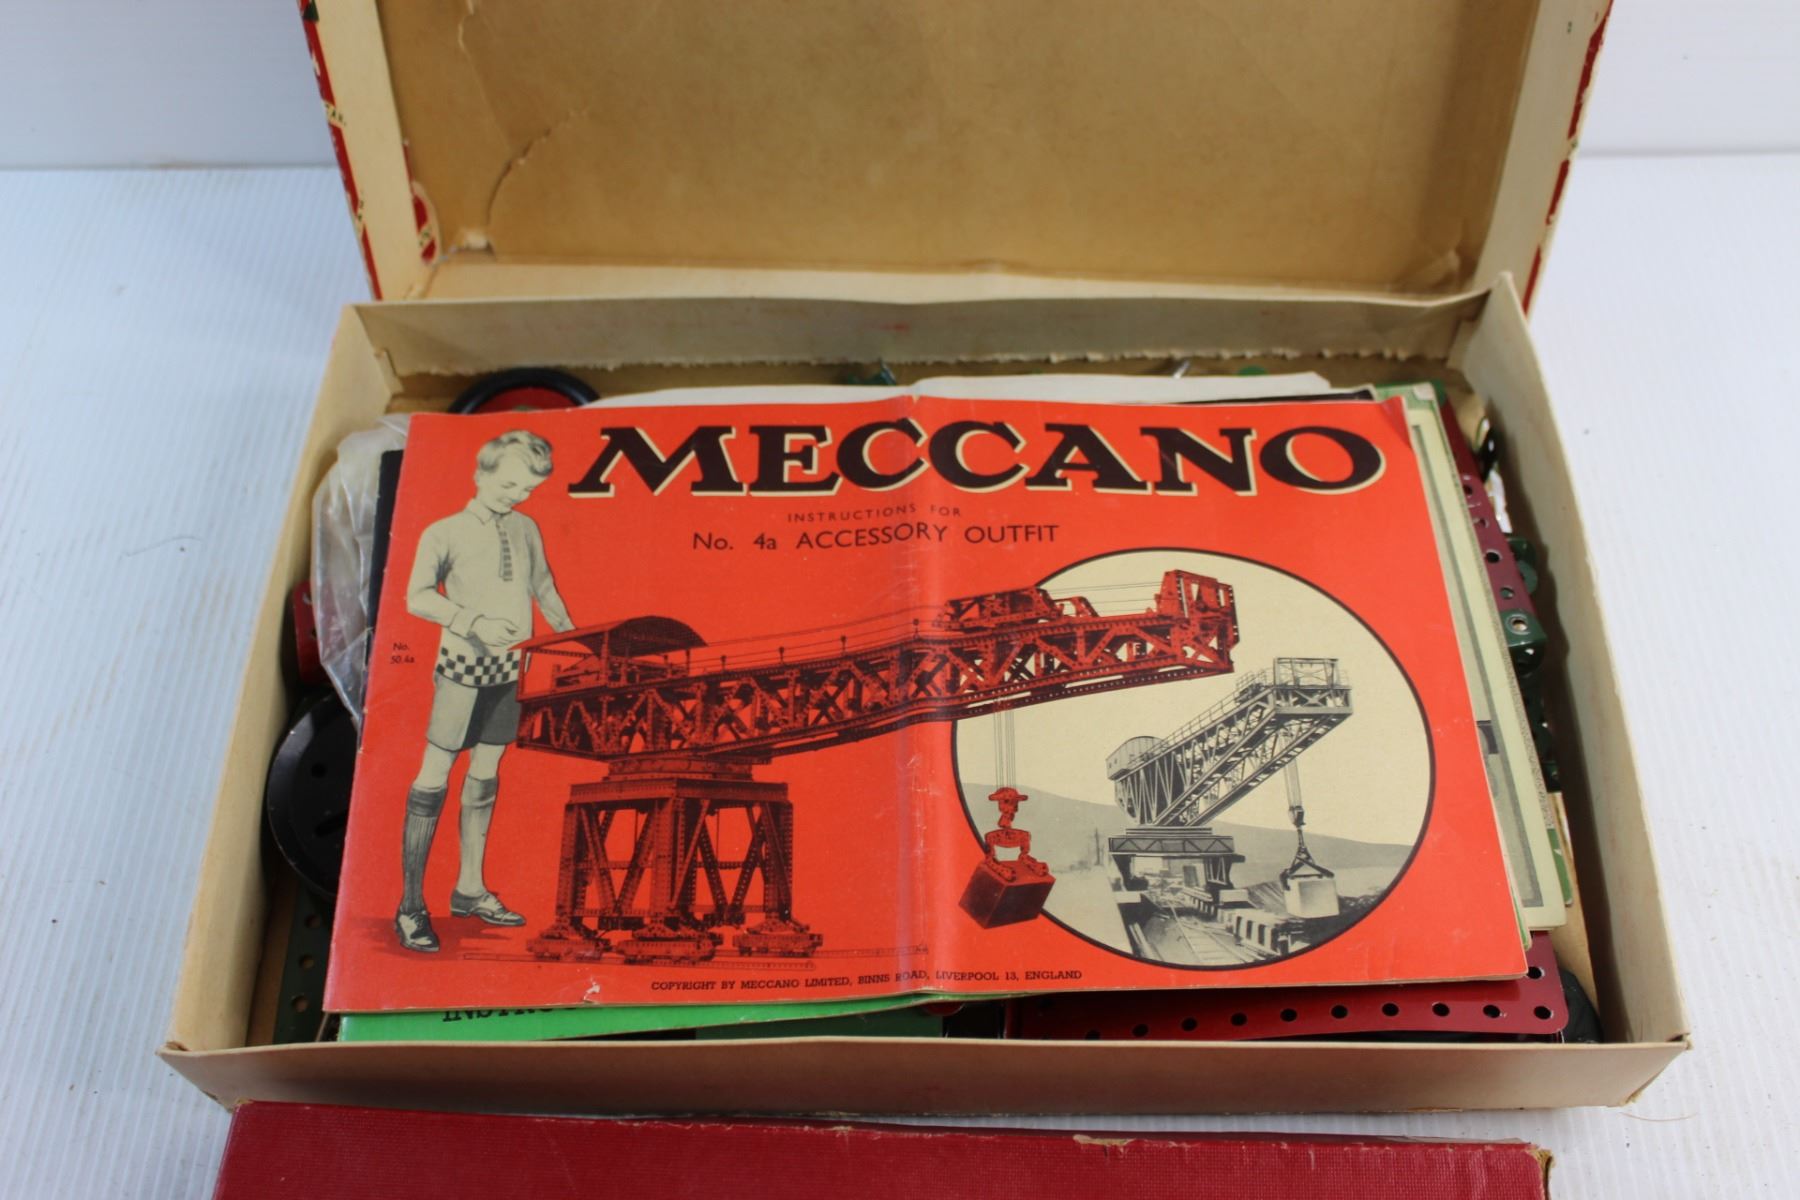 MECCANO
INSTRUCTIONS FOR
No. 4a ACCESSORY OUTFIT
No.
50.4a
COPYRIGHT BY MECCANO LIMITED, BINNS ROAD, LIVERPOOL 13, ENGLAND